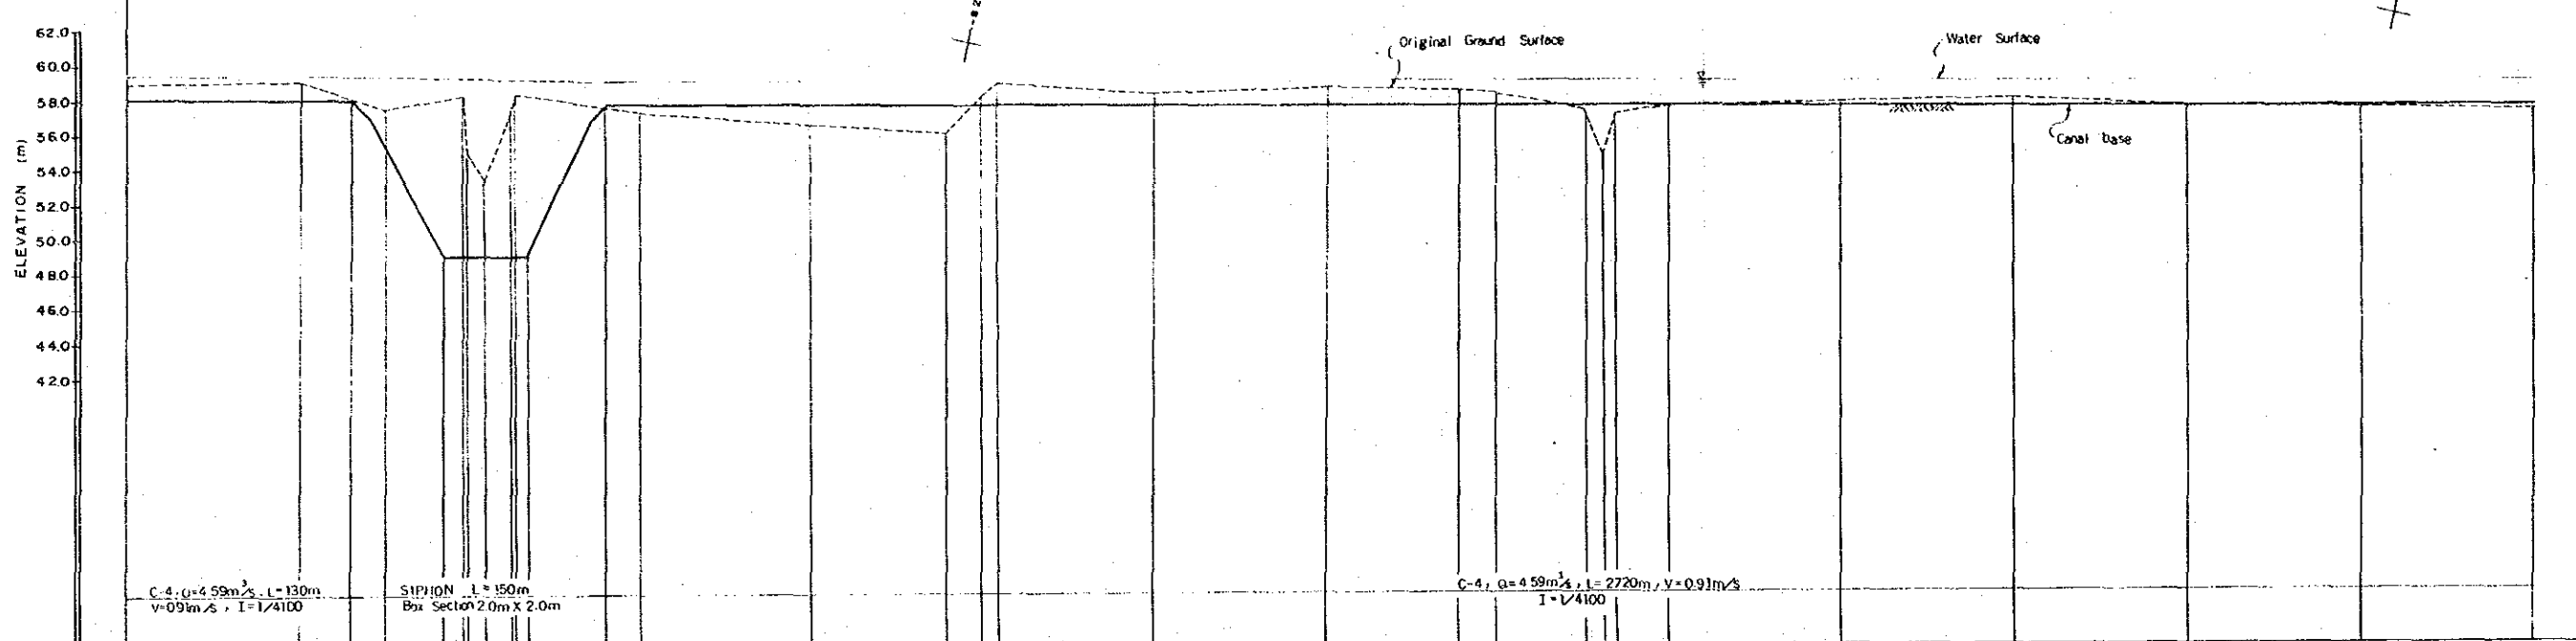 62.0
60.0
58.0
56.0
54.0
52.0
50.0
48.0
46.0
44.0
42.0
ELEVATION (m)
Original Ground Surface
Water Surface
Canal base
C-4, Q=4.59m³/s, L=130m
V=0.91m/s, I=1/4100
SIPHON L=150m
Box Section 2.0m X 2.0m
C-4, Q=4.59m³/s, L=2720m, V=0.91m/s
I=1/4100